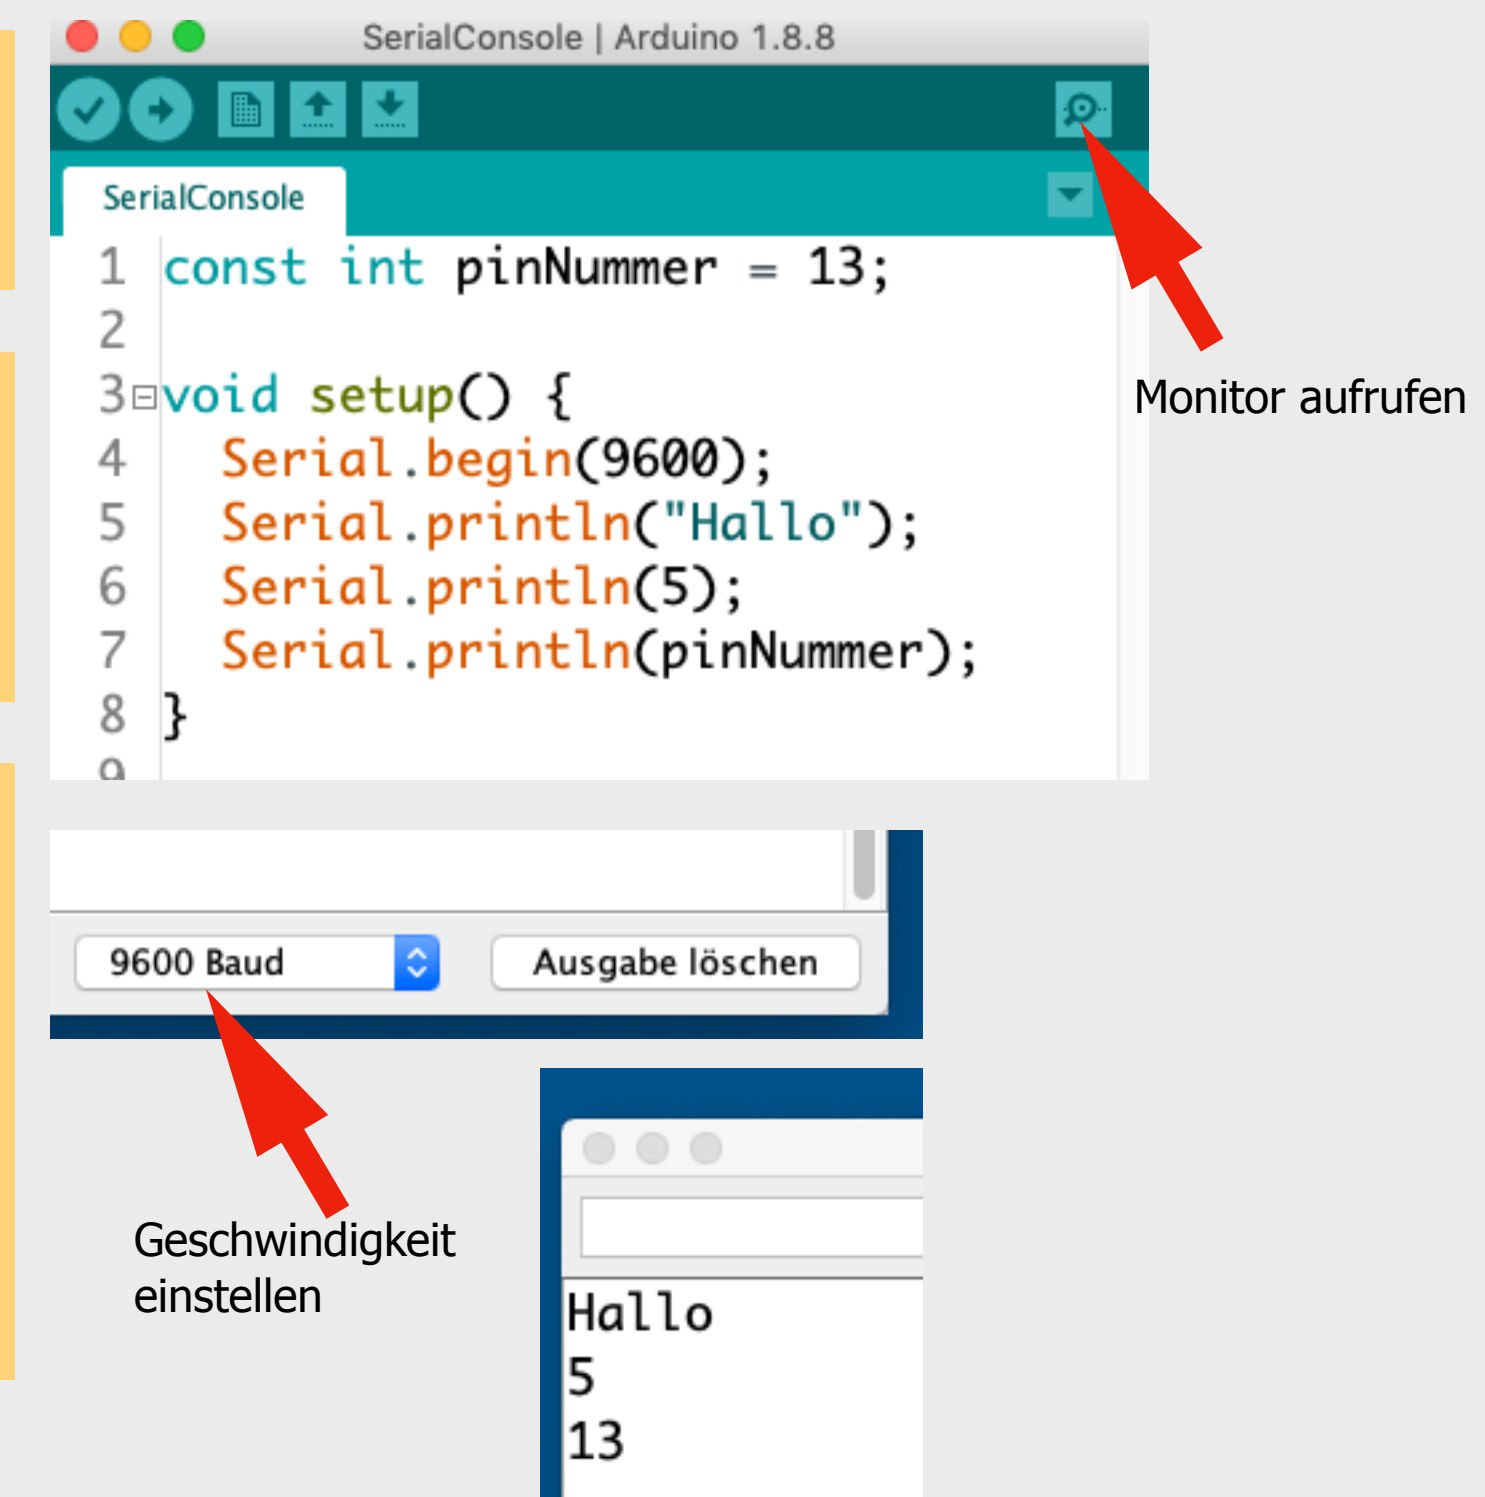 SerialConsole | Arduino 1.8.8
SerialConsole
1 const int pinNummer = 13;
2
3 void setup() {
4 Serial.begin(9600);
5 Serial.println("Hallo");
6 Serial.println(5);
7 Serial.println(pinNummer);
8 }
9
Monitor aufrufen
9600 Baud
Ausgabe löschen
Geschwindigkeit
einstellen
Hallo
5
13